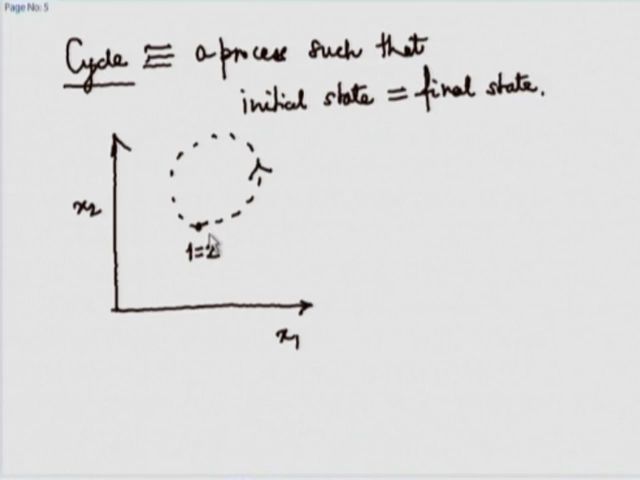 Page No: 5
Cycle ≡ a process such that
initial state = final state.
x2
1=2
x1